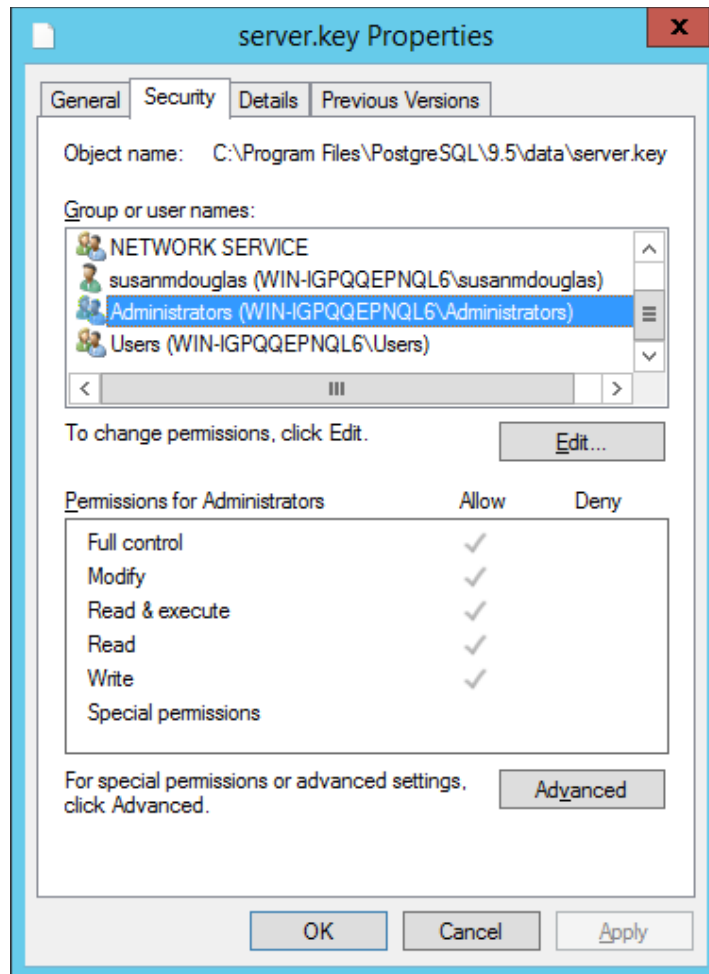 server.key Properties
x
General Security Details Previous Versions
Object name: C:\Program Files\PostgreSQL\9.5\data\server.key
Group or user names:
NETWORK SERVICE
susanmdouglas (WIN-IGPQQEPNQL6\susanmdouglas)
Administrators (WIN-IGPQQEPNQL6\Administrators)
Users (WIN-IGPQQEPNQL6\Users)
To change permissions, click Edit.
Edit...
Permissions for Administrators Allow Deny
Full control
Modify
Read & execute
Read
Write
Special permissions
For special permissions or advanced settings,
click Advanced.
Advanced
OK Cancel Apply